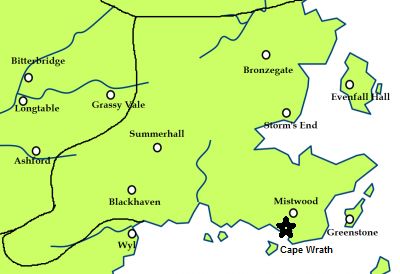 Bitterbridge
Bronzegate
Longtable
Grassy Vale
Evenfall Hall
Storm's End
Summerhall
Ashford
Blackhaven
Mistwood
Wyl
Greenstone
Cape Wrath